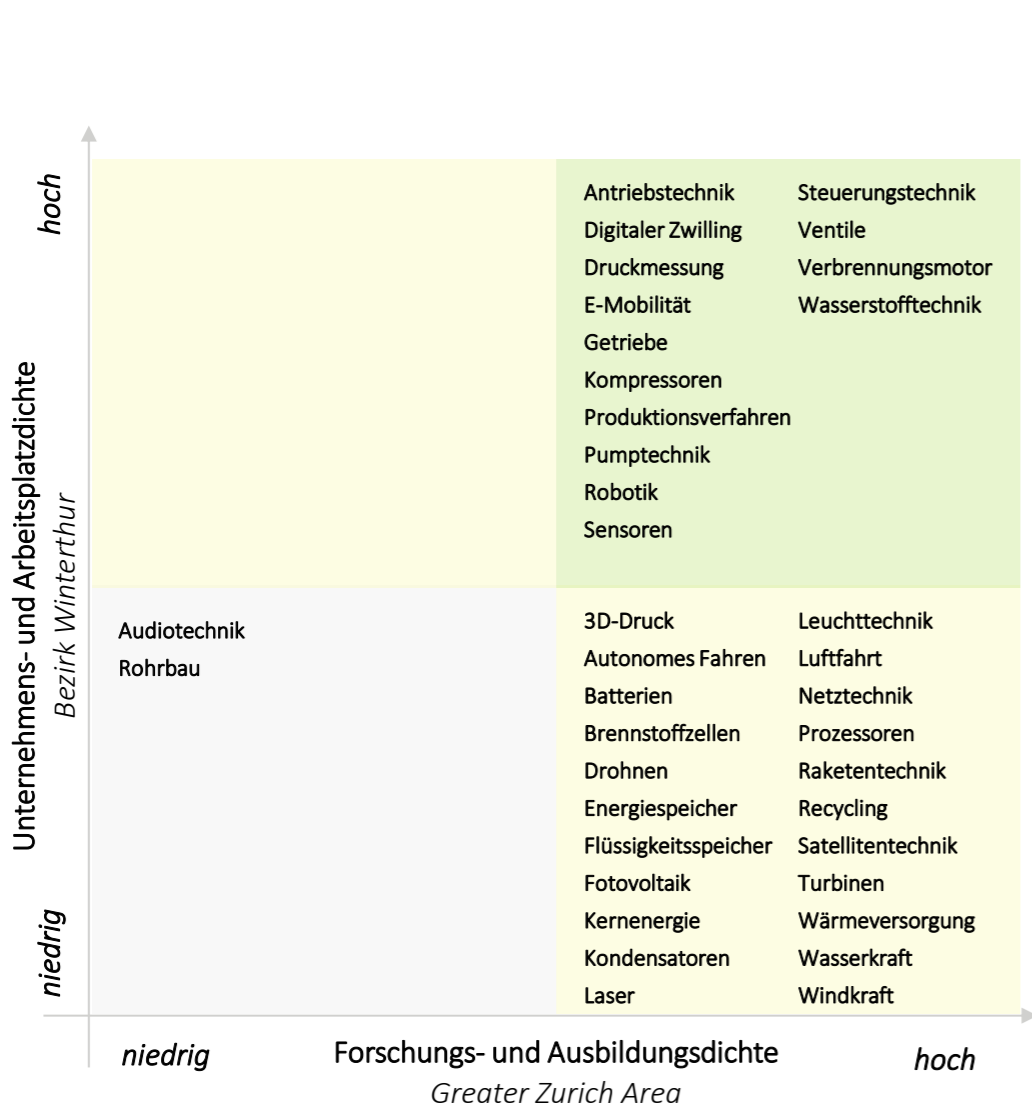 hoch
Unternehmens- und Arbeitsplatzdichte
Bezirk Winterthur
niedrig
Antriebstechnik
Digitaler Zwilling
Druckmessung
E-Mobilität
Getriebe
Kompressoren
Produktionsverfahren
Pumptechnik
Robotik
Sensoren
Steuerungstechnik
Ventile
Verbrennungsmotor
Wasserstofftechnik
Audiotechnik
Rohrbau
3D-Druck
Autonomes Fahren
Batterien
Brennstoffzellen
Drohnen
Energiespeicher
Flüssigkeitsspeicher
Fotovoltaik
Kernenergie
Kondensatoren
Laser
Leuchttechnik
Luftfahrt
Netztechnik
Prozessoren
Raketentechnik
Recycling
Satellitentechnik
Turbinen
Wärmeversorgung
Wasserkraft
Windkraft
niedrig
Forschungs- und Ausbildungsdichte
hoch
Greater Zurich Area